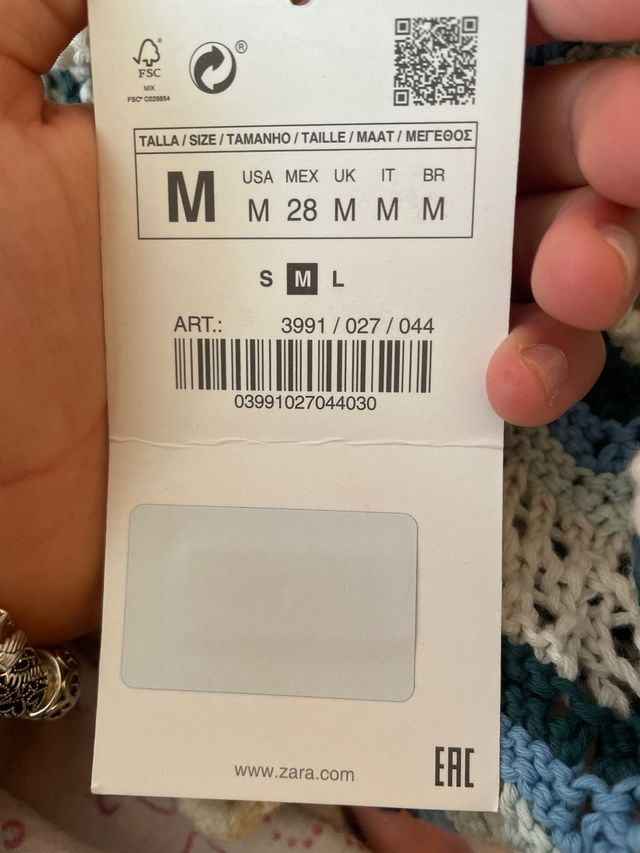 FSC
MIX
FSC® C028854
®
TALLA / SIZE / TAMANHO / TAILLE / MAAT / ΜΕΓΕΘΟΣ
M
USA MEX UK IT BR
M 28 M M M
S M L
ART.: 3991 / 027 / 044
03991027044030
www.zara.com
EAC